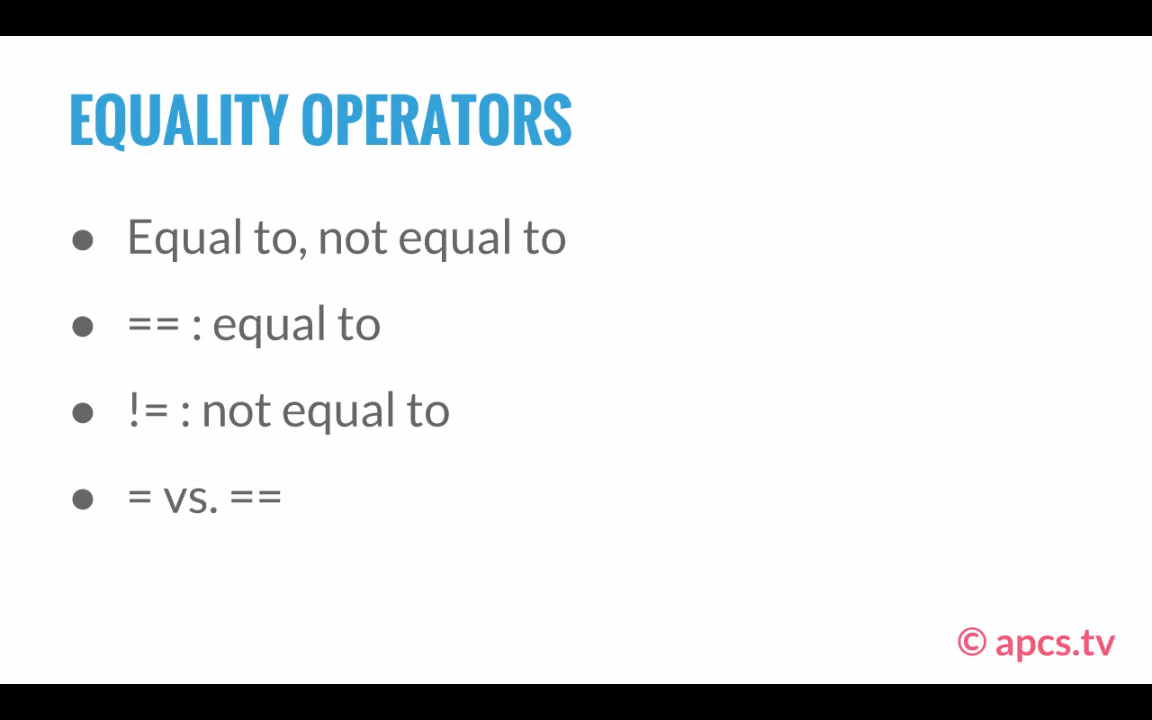 EQUALITY OPERATORS
● Equal to, not equal to
● == : equal to
● != : not equal to
● = vs. ==
© apcs.tv